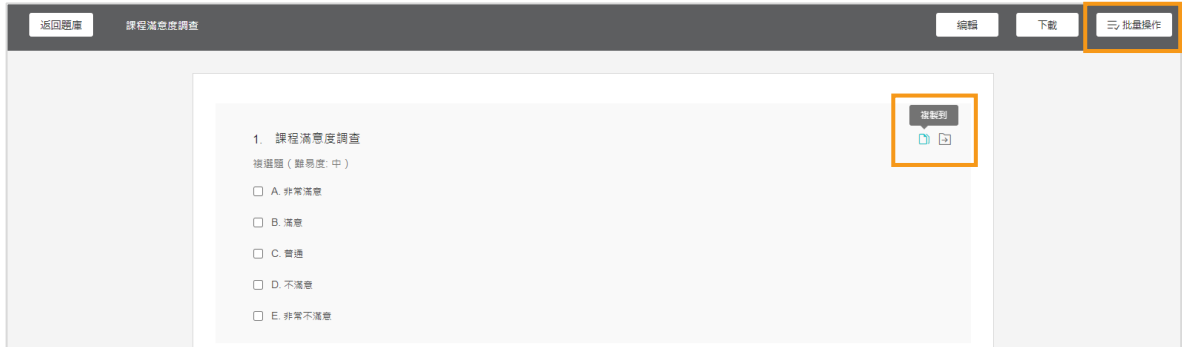 返回題庫 課程滿意度調查 編輯 下載 批量操作
複製到
1. 課程滿意度調查
複選題（難易度: 中）
A. 非常滿意
B. 滿意
C. 普通
D. 不滿意
E. 非常不滿意